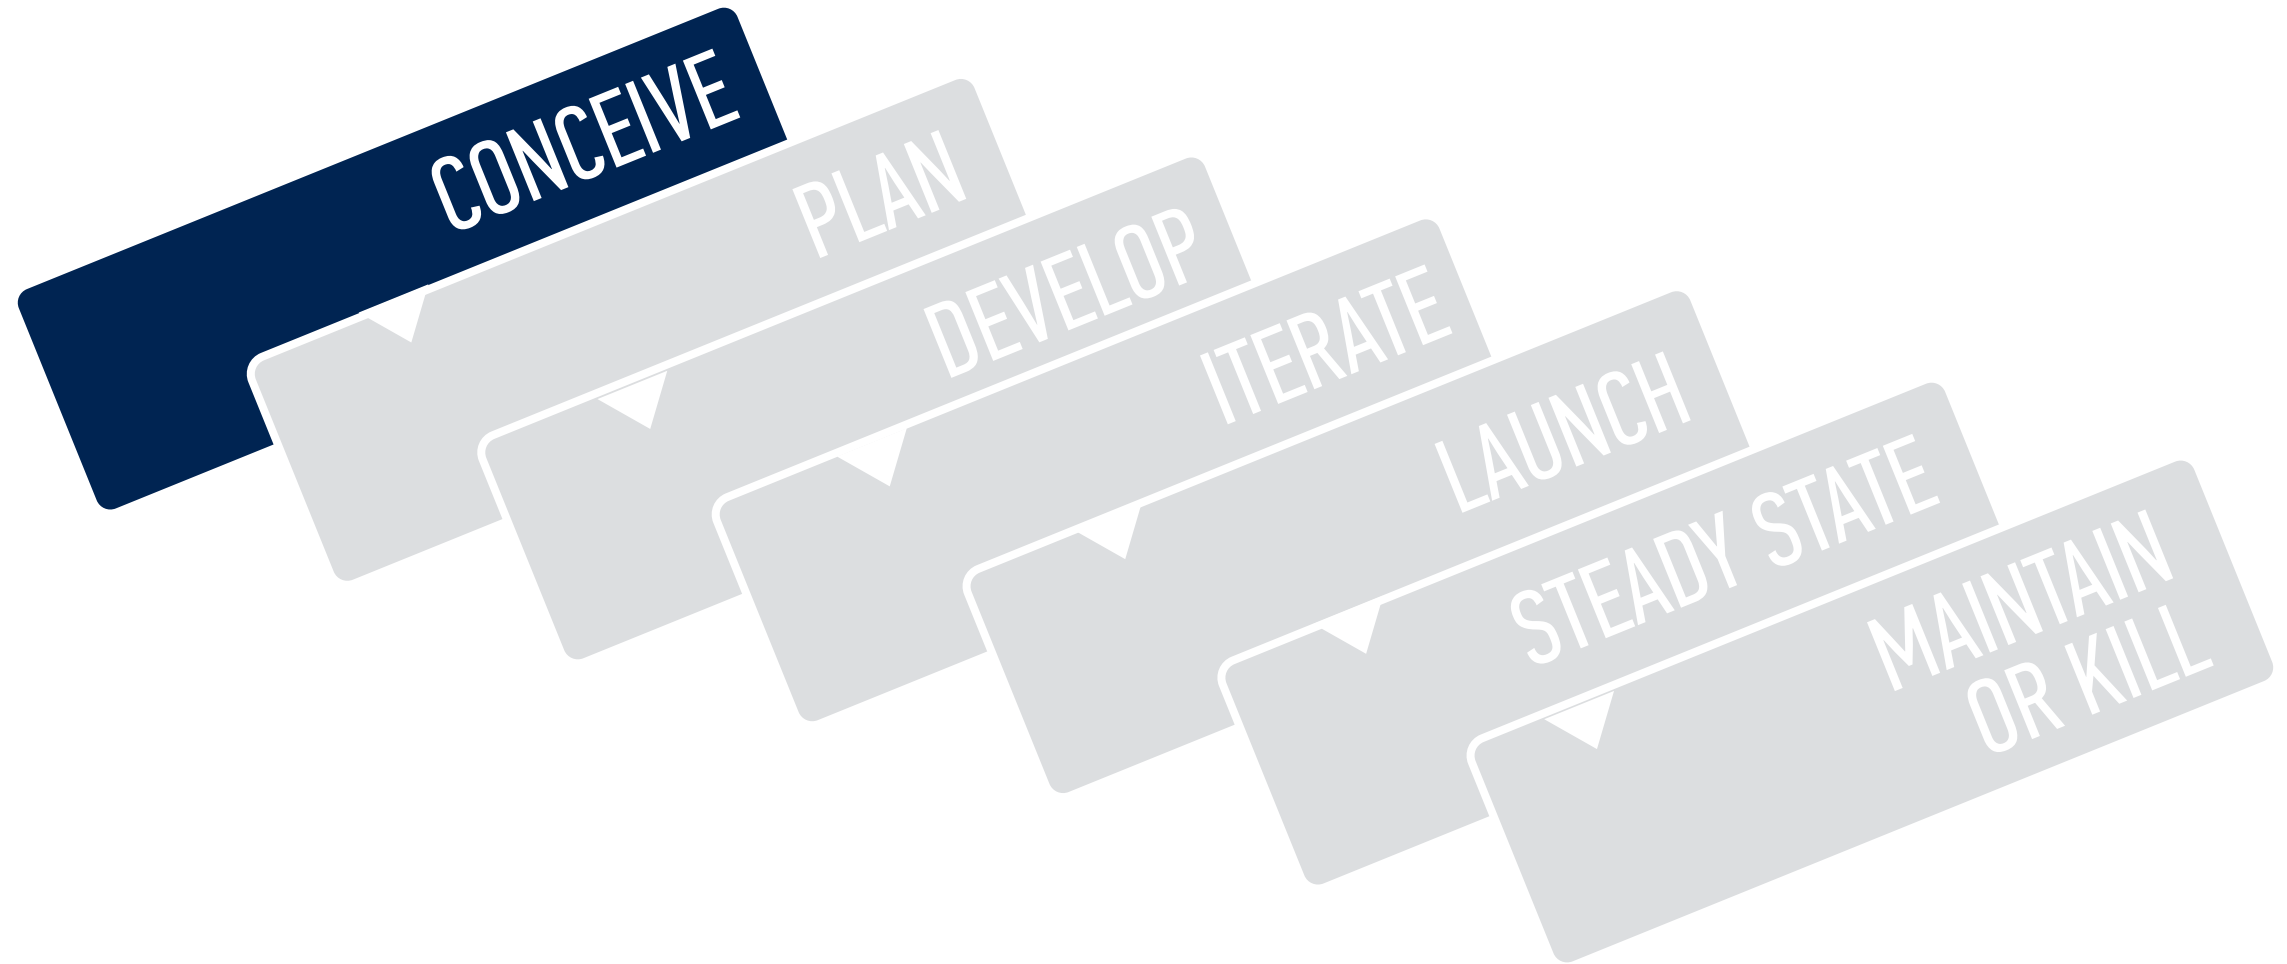 CONCEIVE
PLAN
DEVELOP
ITERATE
LAUNCH
STEADY STATE
MAINTAIN
OR KILL